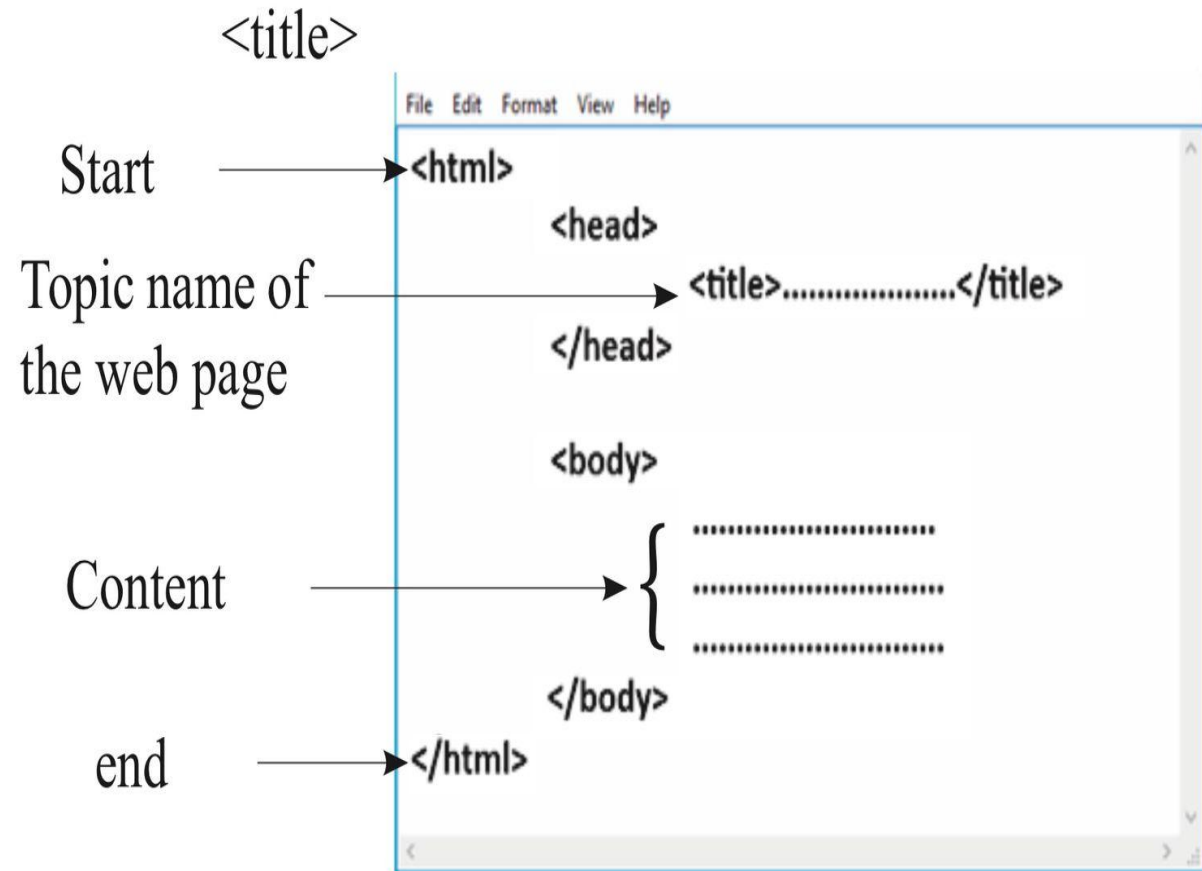 <title>
File Edit Format View Help
Start <html>
<head>
Topic name of the web page <title>....................</title>
</head>
<body>
............................
Content { .............................
.............................
</body>
end </html>